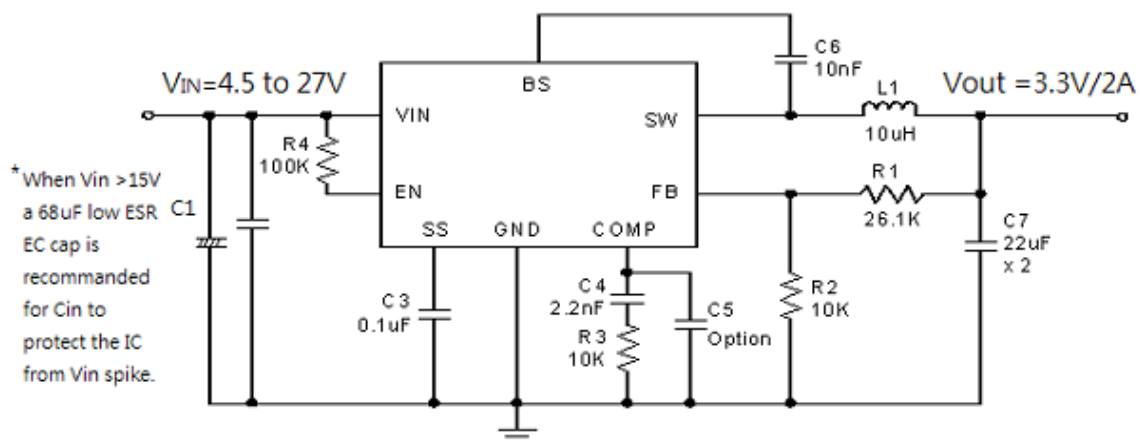 VIN=4.5 to 27V
Vout =3.3V/2A
BS
C6
10nF
L1
10uH
VIN
SW
R4
100K
EN
FB
R1
26.1K
* When Vin >15V
a 68uF low ESR
EC cap is
recommanded
for Cin to
protect the IC
from Vin spike.
C1
SS
GND
COMP
C7
22uF
x 2
C3
0.1uF
C4
2.2nF
R3
10K
C5
Option
R2
10K